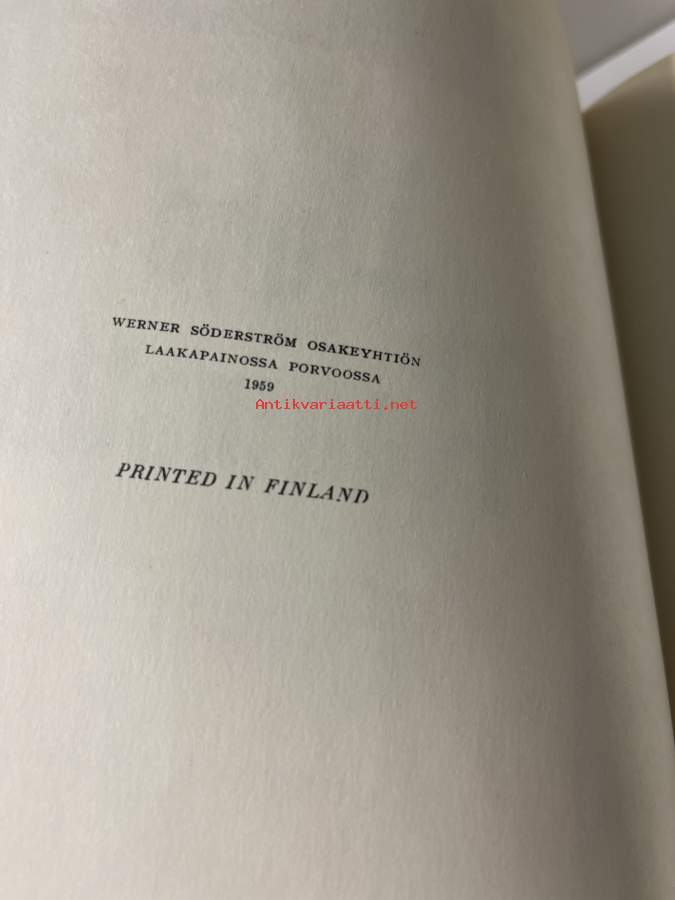 WERNER SÖDERSTRÖM OSAKEYHTIÖN
LAAKAPAINOSSA PORVOOSSA
1959
Antikvariaatti.net
PRINTED IN FINLAND